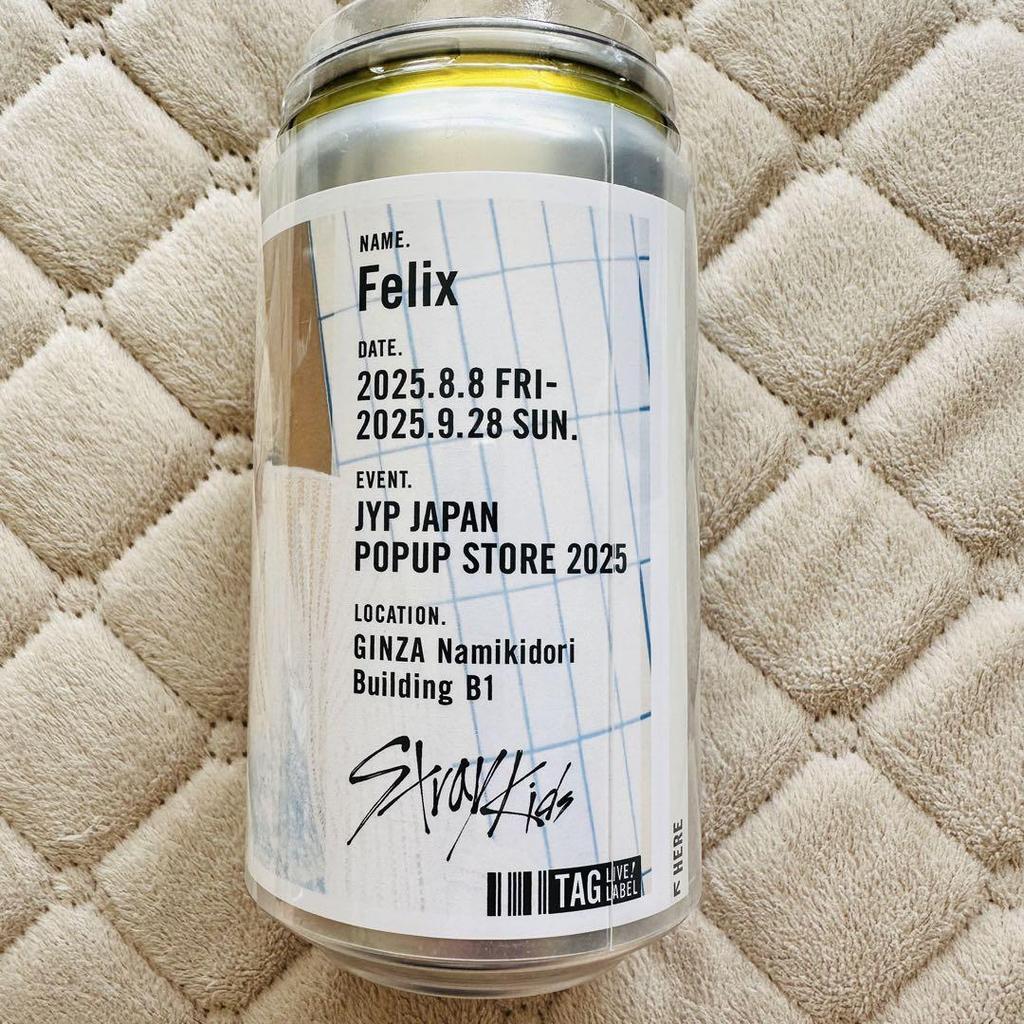 NAME.
Felix
DATE.
2025.8.8 FRI-
2025.9.28 SUN.
EVENT.
JYP JAPAN
POPUP STORE 2025
LOCATION.
GINZA Namikidori
Building B1
Stray Kids
TAG LIVE! LABEL
HERE